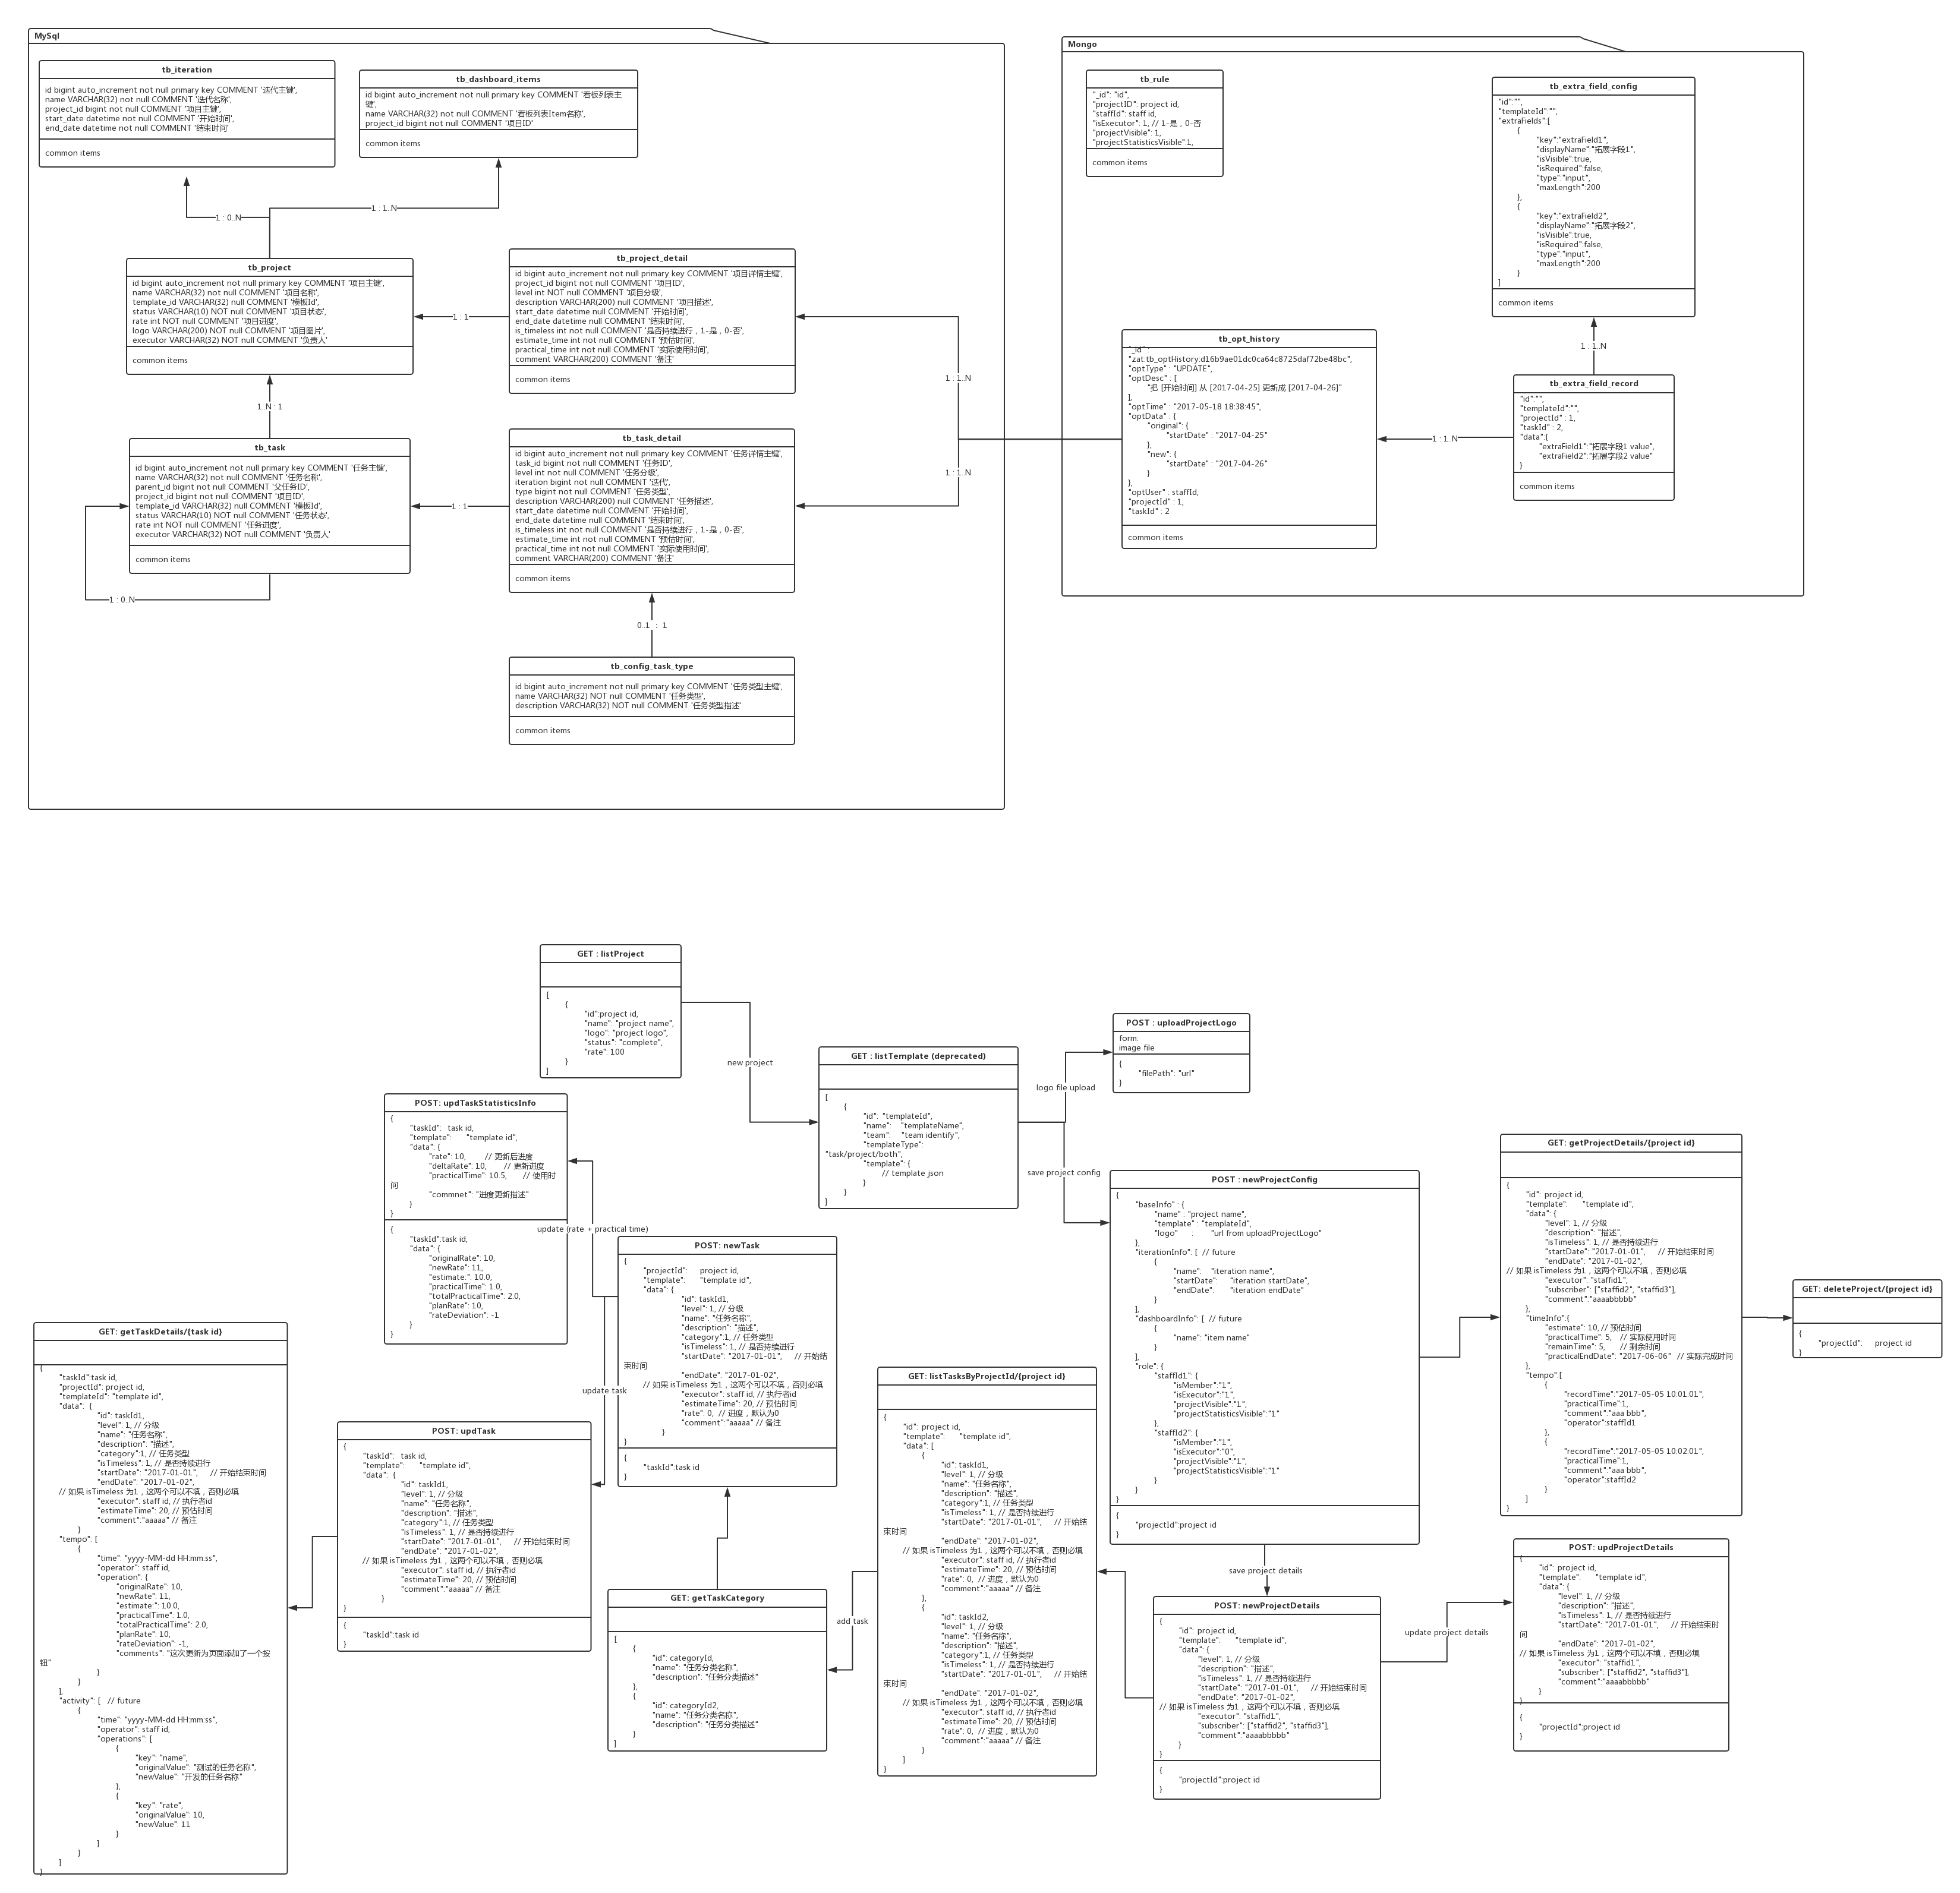 MySql
tb_iteration
id bigint auto_increment not null primary key COMMENT '迭代主键',
name VARCHAR(32) not null COMMENT '迭代名称',
project_id bigint not null COMMENT '项目主键',
start_date datetime not null COMMENT '开始时间',
end_date datetime not null COMMENT '结束时间'
common items
tb_dashboard_items
id bigint auto_increment not null primary key COMMENT '看板列表主
键',
name VARCHAR(32) not null COMMENT '看板列表Item名称',
project_id bigint not null COMMENT '项目ID'
common items
1 : 0..N
1 : 1..N
tb_project
id bigint auto_increment not null primary key COMMENT '项目主键',
name VARCHAR(32) not null COMMENT '项目名称',
template_id VARCHAR(32) null COMMENT '模板Id',
status VARCHAR(10) NOT null COMMENT '项目状态',
rate int NOT null COMMENT '项目进度',
logo VARCHAR(200) NOT null COMMENT '项目图片',
executor VARCHAR(32) NOT null COMMENT '负责人'
common items
1 : 1
tb_project_detail
id bigint auto_increment not null primary key COMMENT '项目详情主键',
project_id bigint not null COMMENT '项目ID',
level int NOT null COMMENT '项目分级',
description VARCHAR(200) null COMMENT '项目描述',
start_date datetime null COMMENT '开始时间',
end_date datetime null COMMENT '结束时间',
is_timeless int not null COMMENT '是否持续进行，1-是，0-否',
estimate_time int not null COMMENT '预估时间',
practical_time int not null COMMENT '实际使用时间',
comment VARCHAR(200) COMMENT '备注'
common items
1..N : 1
tb_task
id bigint auto_increment not null primary key COMMENT '任务主键',
name VARCHAR(32) not null COMMENT '任务名称',
parent_id bigint not null COMMENT '父任务ID',
project_id bigint not null COMMENT '项目ID',
template_id VARCHAR(32) null COMMENT '模板Id',
status VARCHAR(10) NOT null COMMENT '任务状态',
rate int NOT null COMMENT '任务进度',
executor VARCHAR(32) NOT null COMMENT '负责人'
common items
1 : 0..N
1 : 1
tb_task_detail
id bigint auto_increment not null primary key COMMENT '任务详情主键',
task_id bigint not null COMMENT '任务ID',
level int not null COMMENT '任务分级',
iteration bigint not null COMMENT '迭代',
type bigint not null COMMENT '任务类型',
description VARCHAR(200) null COMMENT '任务描述',
start_date datetime null COMMENT '开始时间',
end_date datetime null COMMENT '结束时间',
is_timeless int not null COMMENT '是否持续进行，1-是，0-否',
estimate_time int not null COMMENT '预估时间',
practical_time int not null COMMENT '实际使用时间',
comment VARCHAR(200) COMMENT '备注'
common items
0..1 : 1
tb_config_task_type
id bigint auto_increment not null primary key COMMENT '任务类型主键',
name VARCHAR(32) NOT null COMMENT '任务类型',
description VARCHAR(32) NOT null COMMENT '任务类型描述'
common items
1 : 1..N
1 : 1..N
Mongo
tb_rule
"_id": "id",
"projectID": project id,
"staffId": staff id,
"isExecutor": 1, // 1-是，0-否
"projectVisible": 1,
"projectStatisticsVisible":1,
common items
tb_extra_field_config
"id":"",
"templateId":"",
"extraFields":[
{
"key":"extraField1",
"displayName":"拓展字段1",
"isVisible":true,
"isRequired":false,
"type":"input",
"maxLength":200
},
{
"key":"extraField2",
"displayName":"拓展字段2",
"isVisible":true,
"isRequired":false,
"type":"input",
"maxLength":200
}
]
common items
1 : 1..N
tb_opt_history
"_id" :
"zat:tb_optHistory:d16b9ae01dc0ca64c8725daf72be48bc",
"optType" : "UPDATE",
"optDesc" : [
"把 [开始时间] 从 [2017-04-25] 更新成 [2017-04-26]"
],
"optTime" : "2017-05-18 18:38:45",
"optData" : {
"original": {
"startDate" : "2017-04-25"
},
"new": {
"startDate" : "2017-04-26"
}
},
"optUser" : staffId,
"projectId" : 1,
"taskId" : 2
common items
1 : 1..N
tb_extra_field_record
"id":"",
"templateId":"",
"projectId" : 1,
"taskId" : 2,
"data":{
"extraField1":"拓展字段1 value",
"extraField2":"拓展字段2 value"
}
common items
GET : listProject
[
{
"id":project id,
"name": "project name",
"logo": "project logo",
"status": "complete",
"rate": 100
}
]
new project
GET : listTemplate (deprecated)
[
{
"id": "templateId",
"name": "templateName",
"team": "team identify",
"templateType":
"task/project/both",
"template": {
// template json
}
}
]
logo file upload
save project config
POST : uploadProjectLogo
form:
image file
{
"filePath": "url"
}
POST: updTaskStatisticsInfo
{
"taskId": task id,
"template": "template id",
"data": {
"rate": 10, // 更新后进度
"deltaRate": 10, // 更新进度
"practicalTime": 10.5, // 使用时
间
"commnet": "进度更新描述"
}
}
{
"taskId":task id,
"data": {
"originalRate": 10,
"newRate": 11,
"estimate:": 10.0,
"practicalTime": 1.0,
"totalPracticalTime": 2.0,
"planRate": 10,
"rateDeviation": -1
}
}
update (rate + practical time)
update task
POST: newTask
{
"projectId": project id,
"template": "template id",
"data": {
"id": taskId1,
"level": 1, // 分级
"name": "任务名称",
"description": "描述",
"category":1, // 任务类型
"isTimeless": 1, // 是否持续进行
"startDate": "2017-01-01", // 开始结
束时间
"endDate": "2017-01-02",
// 如果 isTimeless 为1，这两个可以不填，否则必填
"executor": staff id, // 执行者id
"estimateTime": 20, // 预估时间
"rate": 0, // 进度，默认为0
"comment":"aaaaa" // 备注
}
}
{
"taskId":task id
}
POST : newProjectConfig
{
"baseInfo" : {
"name" : "project name",
"template" : "templateId",
"logo" : "url from uploadProjectLogo"
},
"iterationInfo": [ // future
{
"name": "iteration name",
"startDate": "iteration startDate",
"endDate": "iteration endDate"
}
],
"dashboardInfo": [ // future
{
"name": "item name"
}
],
"role": {
"staffId1": {
"isMember":"1",
"isExecutor":"1",
"projectVisible":"1",
"projectStatisticsVisible":"1"
},
"staffId2": {
"isMember":"1",
"isExecutor":"0",
"projectVisible":"1",
"projectStatisticsVisible":"1"
}
}
}
{
"projectId":project id
}
save project details
GET: getProjectDetails/{project id}
{
"id": project id,
"template": "template id",
"data": {
"level": 1, // 分级
"description": "描述",
"isTimeless": 1, // 是否持续进行
"startDate": "2017-01-01", // 开始结束时间
"endDate": "2017-01-02",
// 如果 isTimeless 为1，这两个可以不填，否则必填
"executor": "staffid1",
"subscriber": ["staffid2", "staffid3"],
"comment":"aaaabbbbb"
},
"timeInfo":{
"estimate": 10, // 预估时间
"practicalTime": 5, // 实际使用时间
"remainTime": 5, // 剩余时间
"practicalEndDate": "2017-06-06" // 实际完成时间
},
"tempo":[
{
"recordTime":"2017-05-05 10:01:01",
"practicalTime":1,
"comment":"aaa bbb",
"operator":staffId1
},
{
"recordTime":"2017-05-05 10:02:01",
"practicalTime":1,
"comment":"aaa bbb",
"operator":staffId2
}
]
}
GET: deleteProject/{project id}
{
"projectId": project id
}
GET: getTaskDetails/{task id}
{
"taskId":task id,
"projectId": project id,
"templateId": "template id",
"data": {
"id": taskId1,
"level": 1, // 分级
"name": "任务名称",
"description": "描述",
"category":1, // 任务类型
"isTimeless": 1, // 是否持续进行
"startDate": "2017-01-01", // 开始结束时间
"endDate": "2017-01-02",
// 如果 isTimeless 为1，这两个可以不填，否则必填
"executor": staff id, // 执行者id
"estimateTime": 20, // 预估时间
"comment":"aaaaa" // 备注
}
"tempo": [
{
"time": "yyyy-MM-dd HH:mm:ss",
"operator": staff id,
"operation": {
"originalRate": 10,
"newRate": 11,
"estimate:": 10.0,
"practicalTime": 1.0,
"totalPracticalTime": 2.0,
"planRate": 10,
"rateDeviation": -1,
"comments": "这次更新为页面添加了一个按
钮"
}
}
],
"activity": [ // future
{
"time": "yyyy-MM-dd HH:mm:ss",
"operator": staff id,
"operations": [
{
"key": "name",
"originalValue": "测试的任务名称",
"newValue": "开发的任务名称"
},
{
"key": "rate",
"originalValue": 10,
"newValue": 11
}
]
}
]
}
POST: updTask
{
"taskId": task id,
"template": "template id",
"data": {
"id": taskId1,
"level": 1, // 分级
"name": "任务名称",
"description": "描述",
"category":1, // 任务类型
"isTimeless": 1, // 是否持续进行
"startDate": "2017-01-01", // 开始结束时间
"endDate": "2017-01-02",
// 如果 isTimeless 为1，这两个可以不填，否则必填
"executor": staff id, // 执行者id
"estimateTime": 20, // 预估时间
"comment":"aaaaa" // 备注
}
}
{
"taskId":task id
}
GET: getTaskCategory
[
{
"id": categoryId,
"name": "任务分类名称",
"description": "任务分类描述"
},
{
"id": categoryId2,
"name": "任务分类名称",
"description": "任务分类描述"
}
]
add task
GET: listTasksByProjectId/{project id}
{
"id": project id,
"template": "template id",
"data": [
{
"id": taskId1,
"level": 1, // 分级
"name": "任务名称",
"description": "描述",
"category":1, // 任务类型
"isTimeless": 1, // 是否持续进行
"startDate": "2017-01-01", // 开始结
束时间
"endDate": "2017-01-02"
// 如果 isTimeless 为1，这两个可以不填，否则必填
"executor": staff id, // 执行者id
"estimateTime": 20, // 预估时间
"rate": 0, // 进度，默认为0
"comment":"aaaaa" // 备注
},
{
"id": taskId2,
"level": 1, // 分级
"name": "任务名称",
"description": "描述",
"category":1, // 任务类型
"isTimeless": 1, // 是否持续进行
"startDate": "2017-01-01", // 开始结
束时间
"endDate": "2017-01-02",
// 如果 isTimeless 为1，这两个可以不填，否则必填
"executor": staff id, // 执行者id
"estimateTime": 20, // 预估时间
"rate": 0, // 进度，默认为0
"comment":"aaaaa" // 备注
}
]
}
POST: newProjectDetails
{
"id": project id,
"template": "template id",
"data": {
"level": 1, // 分级
"description": "描述",
"isTimeless": 1, // 是否持续进行
"startDate": "2017-01-01", // 开始结束时间
"endDate": "2017-01-02",
// 如果 isTimeless 为1，这两个可以不填，否则必填
"executor": "staffid1",
"subscriber": ["staffid2", "staffid3"],
"comment":"aaaabbbbb"
}
}
{
"projectId":project id
}
update project details
POST: updProjectDetails
{
"id": project id,
"template": "template id",
"data": {
"level": 1, // 分级
"description": "描述",
"isTimeless": 1, // 是否持续进行
"startDate": "2017-01-01", // 开始结束时
间
"endDate": "2017-01-02",
// 如果 isTimeless 为1，这两个可以不填，否则必填
"executor": "staffid1",
"subscriber": ["staffid2", "staffid3"],
"comment":"aaaabbbbb"
}
}
{
"projectId":project id
}